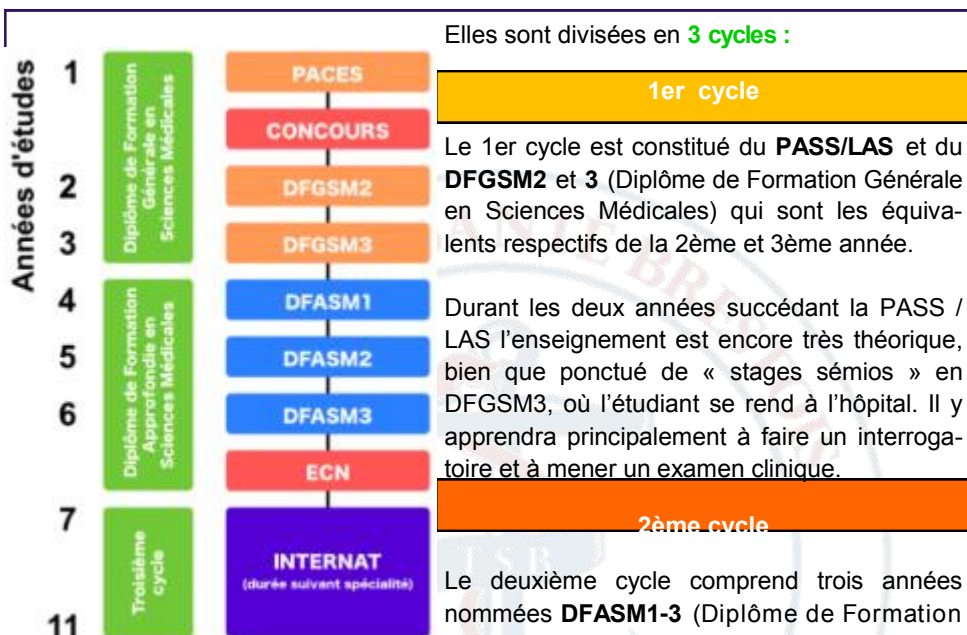 Années d'études
1
2
3
4
5
6
7
11
Diplôme de Formation
Générale en
Sciences Médicales
Diplôme de Formation
Approfondie en
Sciences Médicales
Troisième
cycle
PACES
CONCOURS
DFGSM2
DFGSM3
DFASM1
DFASM2
DFASM3
ECN
INTERNAT
(durée suivant spécialité)
Elles sont divisées en 3 cycles :
1er cycle
Le 1er cycle est constitué du PASS/LAS et du
DFGSM2 et 3 (Diplôme de Formation Générale
en Sciences Médicales) qui sont les équiva-
lents respectifs de la 2ème et 3ème année.
Durant les deux années succédant la PASS /
LAS l’enseignement est encore très théorique,
bien que ponctué de « stages sémios » en
DFGSM3, où l’étudiant se rend à l’hôpital. Il y
apprendra principalement à faire un interroga-
toire et à mener un examen clinique.
2ème cycle
Le deuxième cycle comprend trois années
nommées DFASM1-3 (Diplôme de Formation